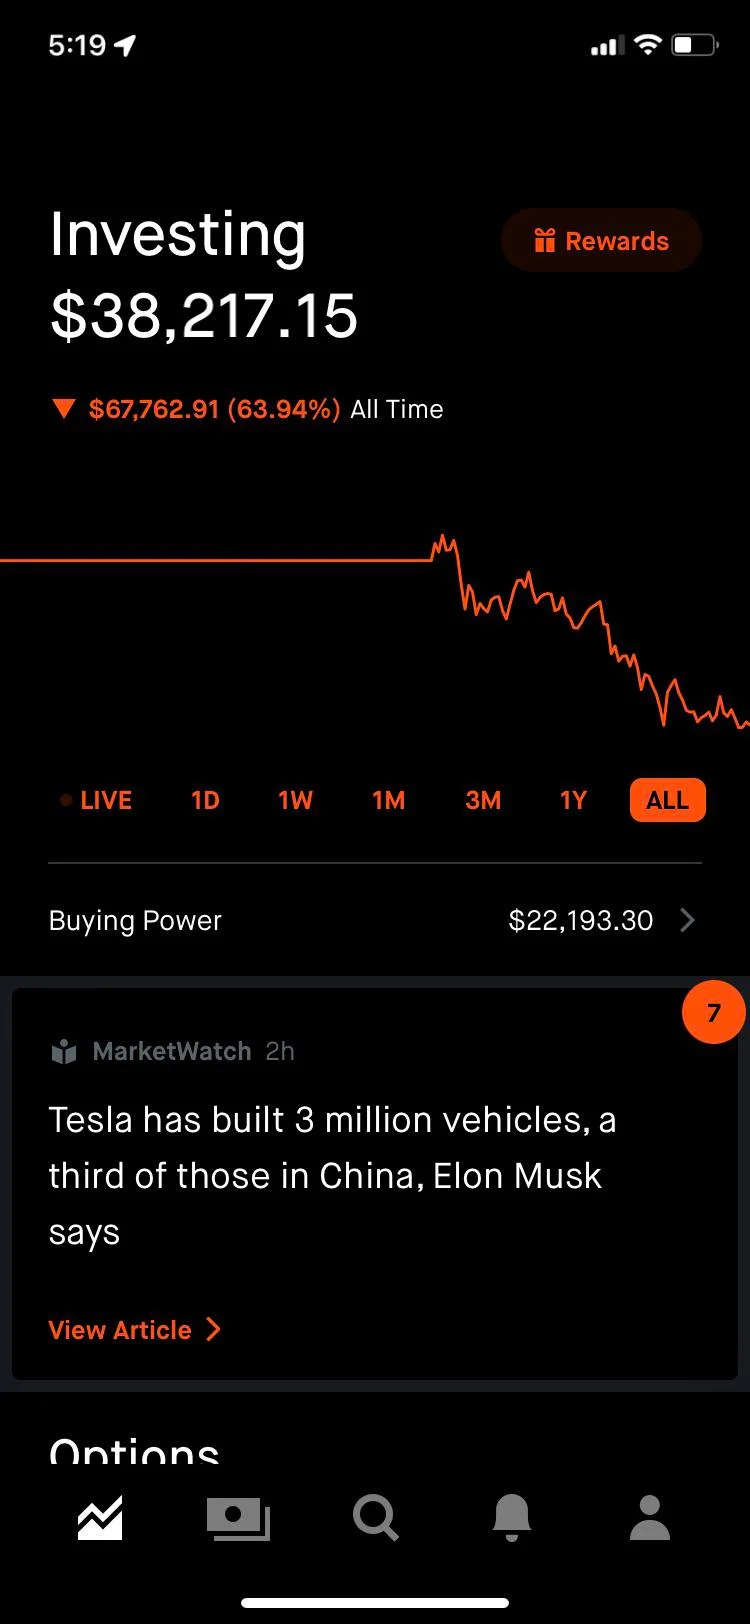 5:19
Investing
Rewards
$38,217.15
$67,762.91 (63.94%) All Time
LIVE 1D 1W 1M 3M 1Y ALL
Buying Power $22,193.30
7
MarketWatch 2h
Tesla has built 3 million vehicles, a
third of those in China, Elon Musk
says
View Article
Options